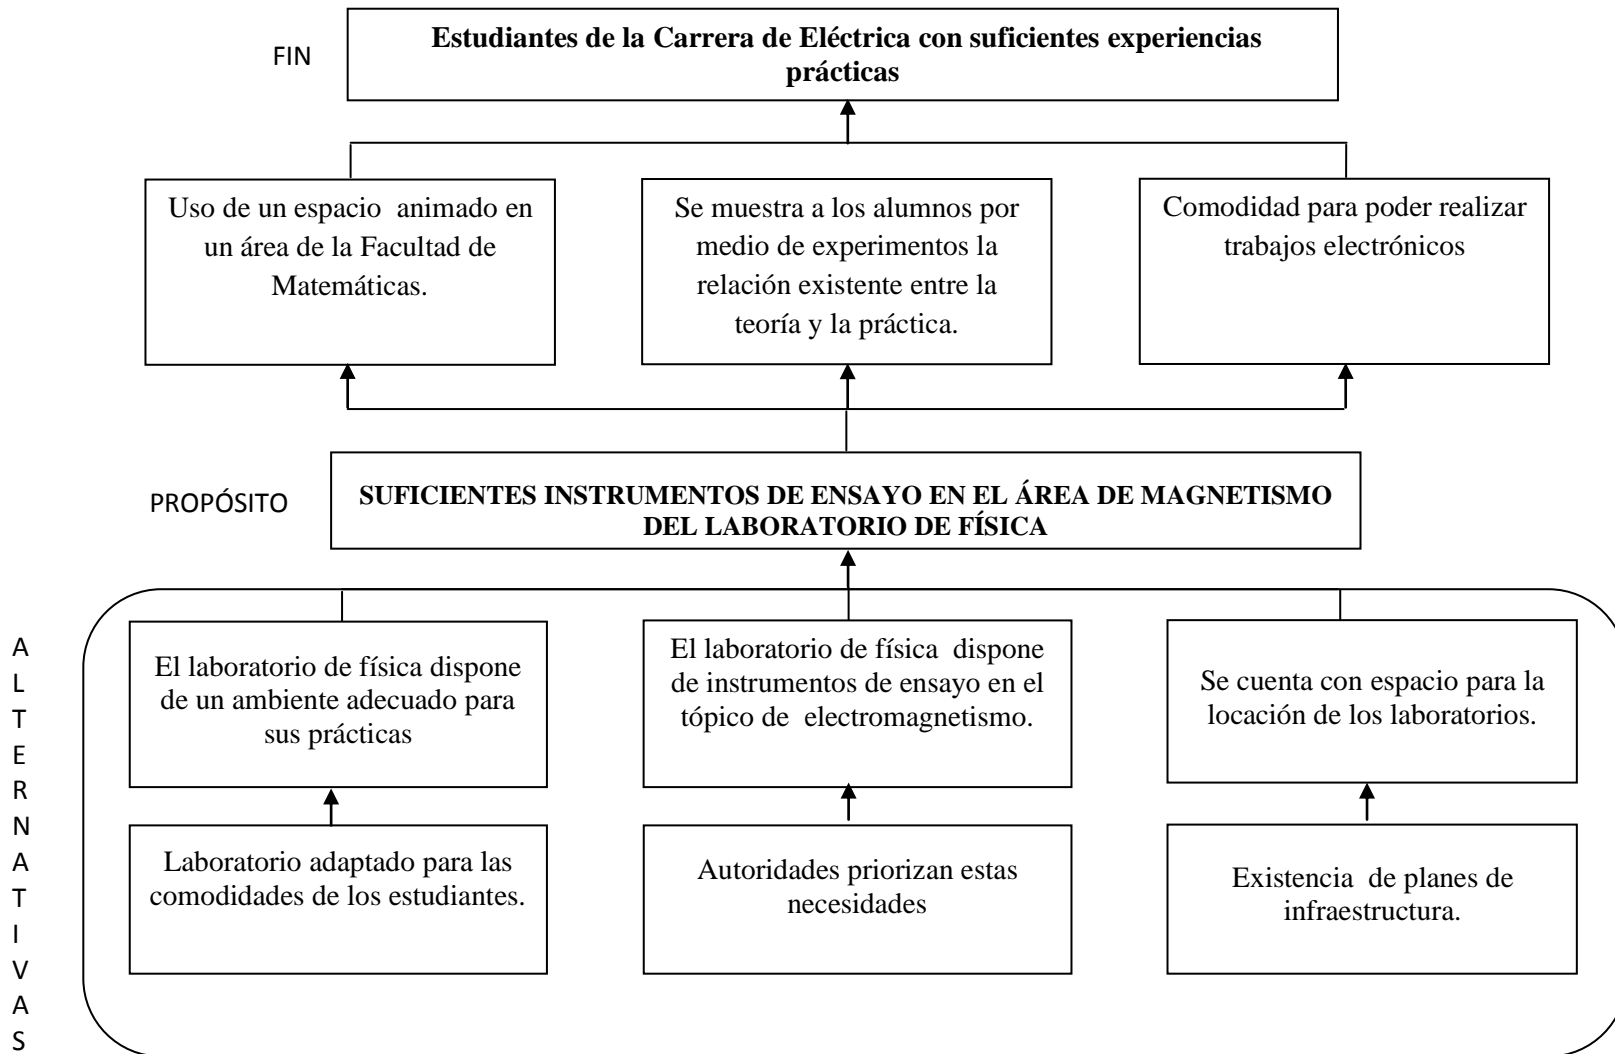 FIN
Estudiantes de la Carrera de Eléctrica con suficientes experiencias
prácticas
Uso de un espacio  animado en
un área de la Facultad de
Matemáticas.
Se muestra a los alumnos por
medio de experimentos la
relación existente entre la
teoría y la práctica.
Comodidad para poder realizar
trabajos electrónicos
PROPÓSITO
SUFICIENTES INSTRUMENTOS DE ENSAYO EN EL ÁREA DE MAGNETISMO
DEL LABORATORIO DE FÍSICA
A
L
T
E
R
N
A
T
I
V
A
S
El laboratorio de física dispone
de un ambiente adecuado para
sus prácticas
El laboratorio de física  dispone
de instrumentos de ensayo en el
tópico de  electromagnetismo.
Se cuenta con espacio para la
locación de los laboratorios.
Laboratorio adaptado para las
comodidades de los estudiantes.
Autoridades priorizan estas
necesidades
Existencia  de planes de
infraestructura.